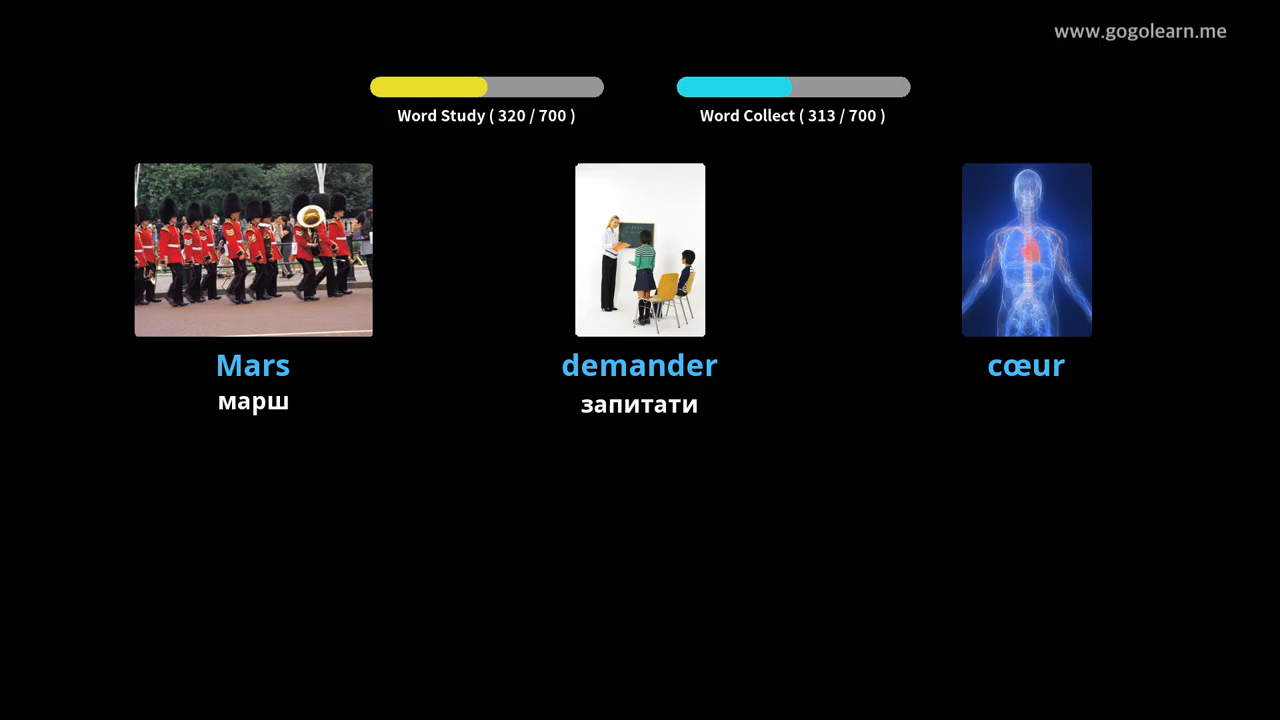 www.gogolearn.me
Word Study ( 320 / 700 )
Word Collect ( 313 / 700 )
Mars
марш
demander
запитати
cœur